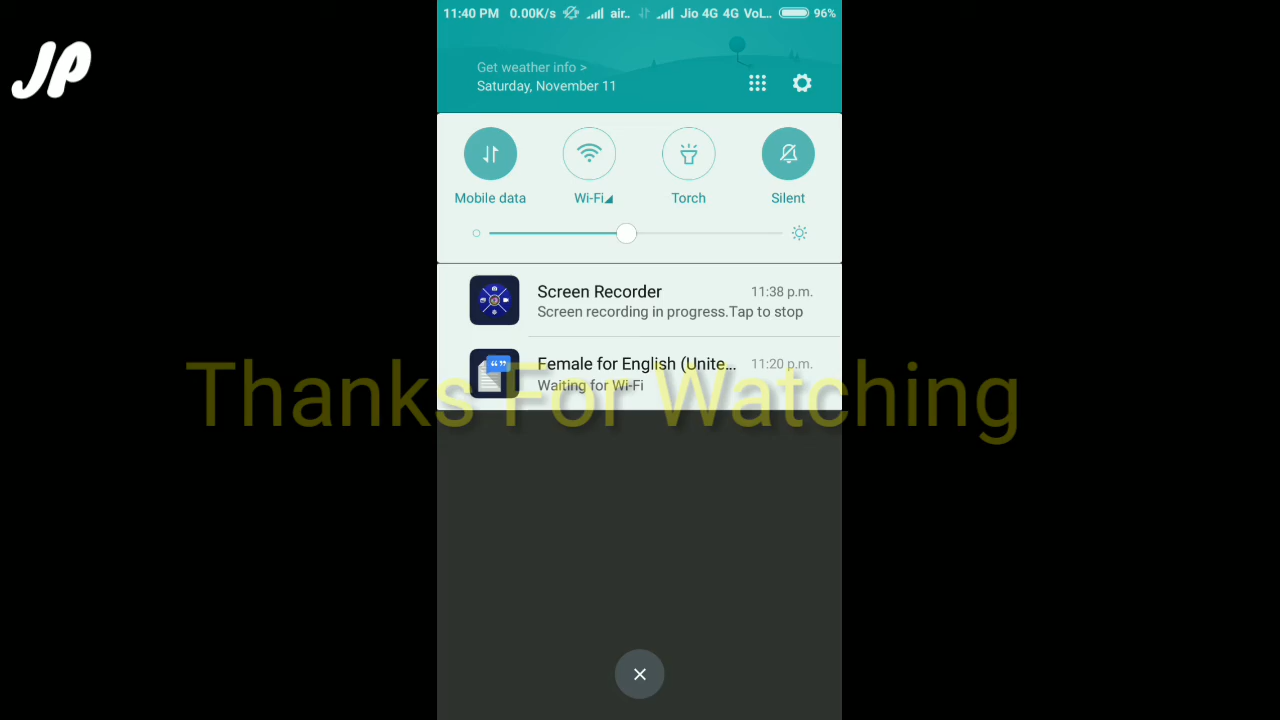 11:40 PM 0.00K/s air.. Jio 4G 4G VoL.. 96%
JP
Get weather info >
Saturday, November 11
Mobile data Wi-Fi Torch Silent
Screen Recorder 11:38 p.m.
Screen recording in progress.Tap to stop
Female for English (Unite... 11:20 p.m.
Waiting for Wi-Fi
Thanks For Watching